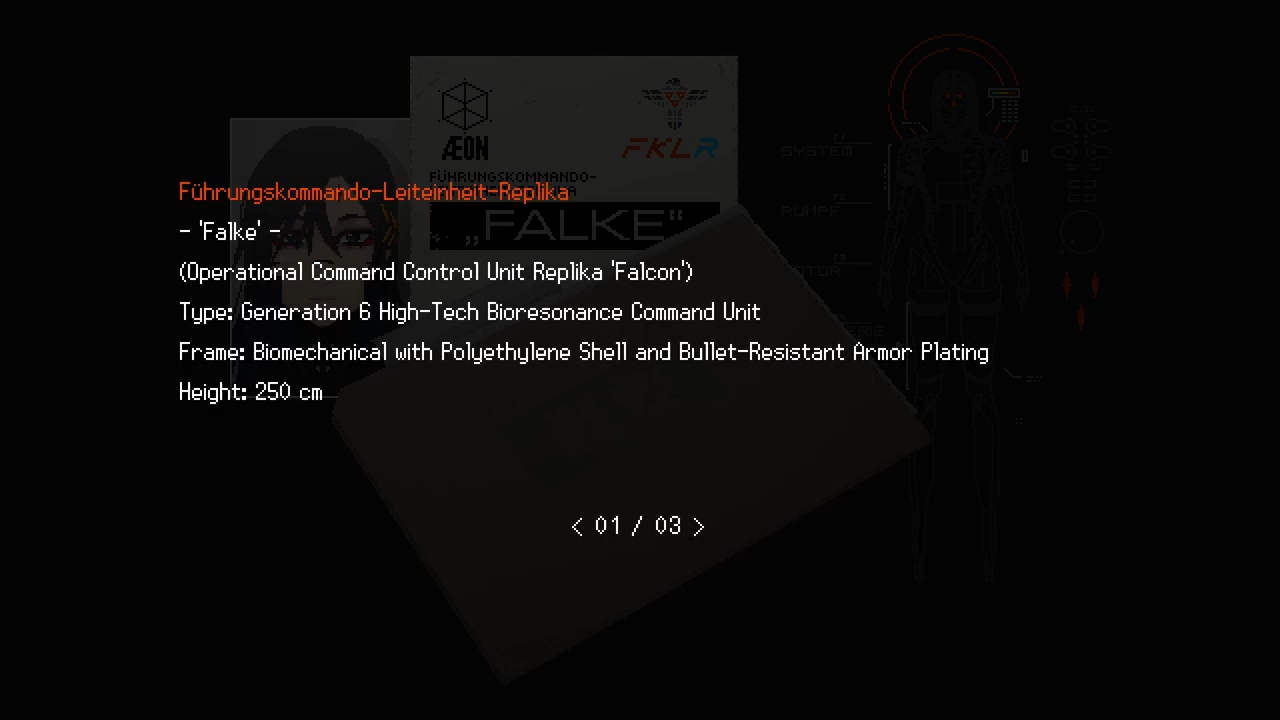 ÆON
FKLR
FÜHRUNGSKOMMANDO-
„FALKE“
SYSTEM
RUMPF
Führungskommando-Leiteinheit-Replika
- 'Falke' -
(Operational Command Control Unit Replika 'Falcon')
Type: Generation 6 High-Tech Bioresonance Command Unit
Frame: Biomechanical with Polyethylene Shell and Bullet-Resistant Armor Plating
Height: 250 cm
< 01 / 03 >